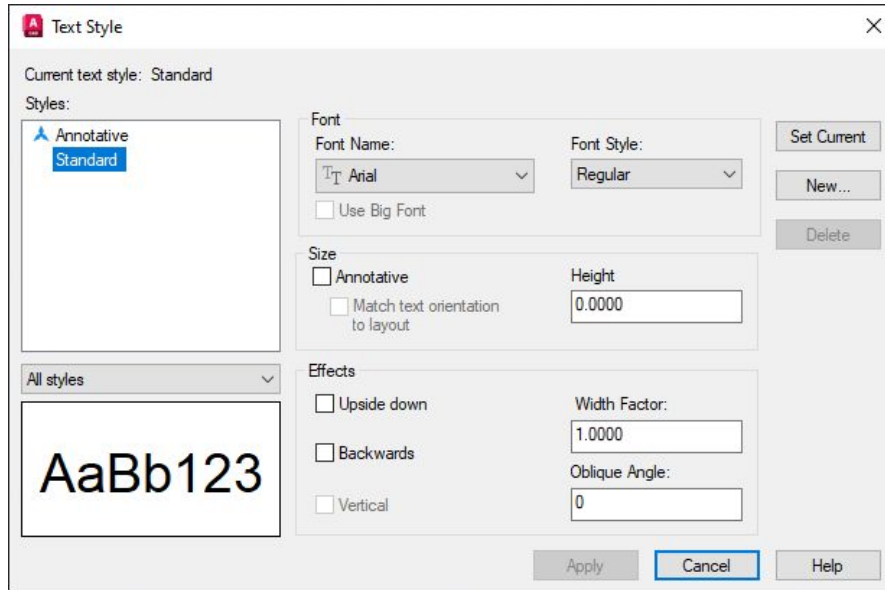 A
CAD
Text Style
Current text style: Standard
Styles:
Annotative
Standard
All styles
AaBb123
Font
Font Name:
Font Style:
TT Arial
Regular
Use Big Font
Size
Annotative
Height
Match text orientation
to layout
0.0000
Effects
Upside down
Width Factor:
1.0000
Backwards
Oblique Angle:
0
Vertical
Set Current
New...
Delete
Apply
Cancel
Help